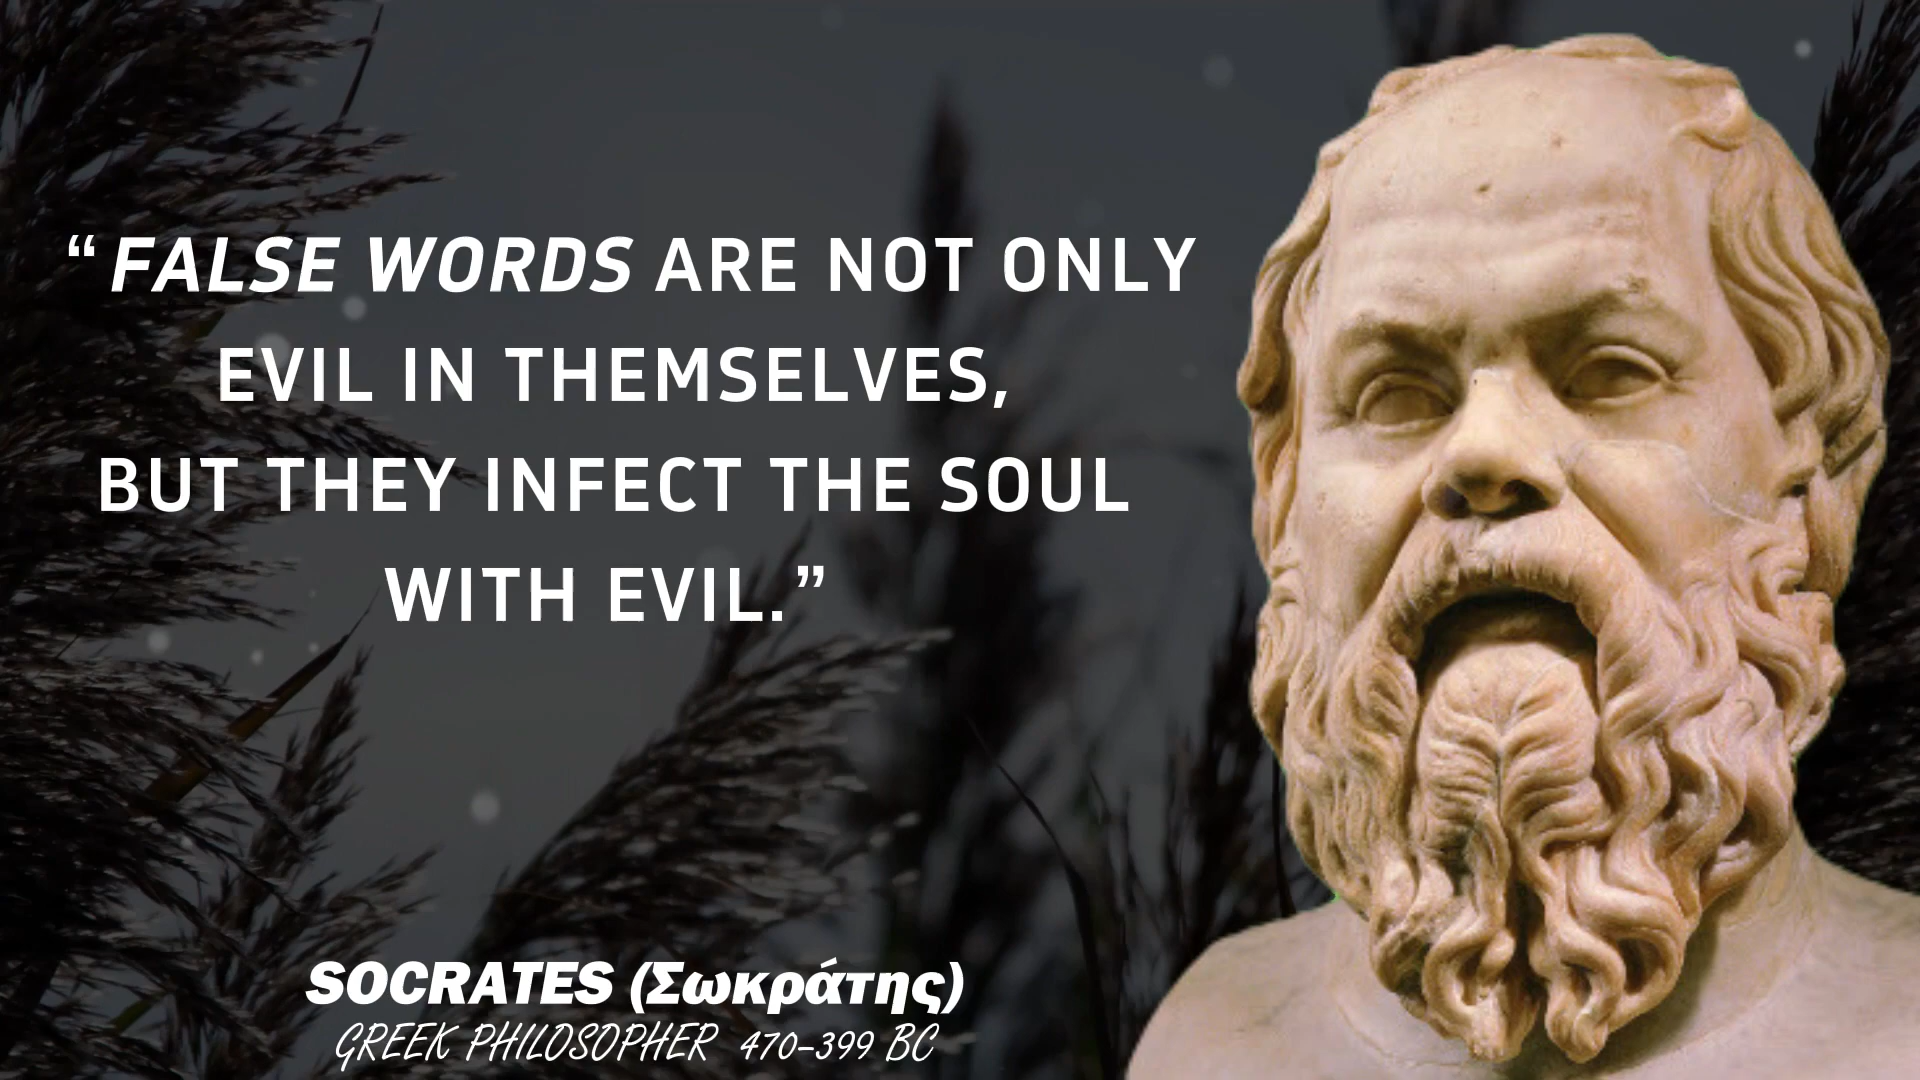 “FALSE WORDS ARE NOT ONLY
EVIL IN THEMSELVES,
BUT THEY INFECT THE SOUL
WITH EVIL.”
SOCRATES (Σωκράτης)
GREEK PHILOSOPHER 470–399 BC